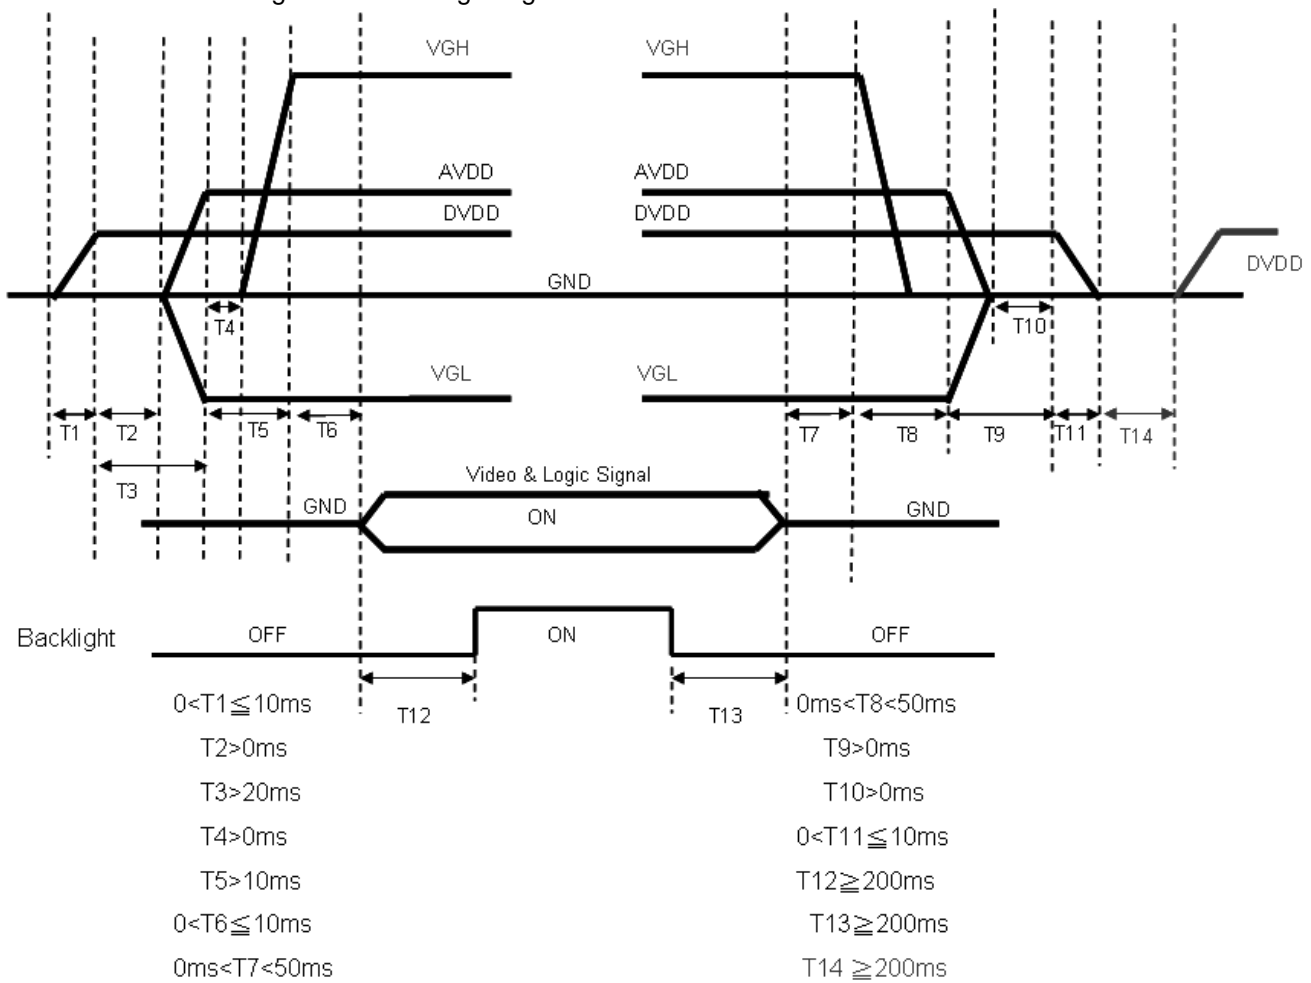 VGH VGH
AVDD AVDD
DVDD DVDD
DVDD
GND
T4 T10
VGL VGL
T1 T2 T5 T6 T7 T8 T9 T11 T14
T3
Video & Logic Signal
GND ON GND
Backlight OFF ON OFF
T12 T13
0<T1≦10ms 0ms<T8<50ms
T2>0ms T9>0ms
T3>20ms T10>0ms
T4>0ms 0<T11≦10ms
T5>10ms T12≧200ms
0<T6≦10ms T13≧200ms
0ms<T7<50ms T14 ≧200ms